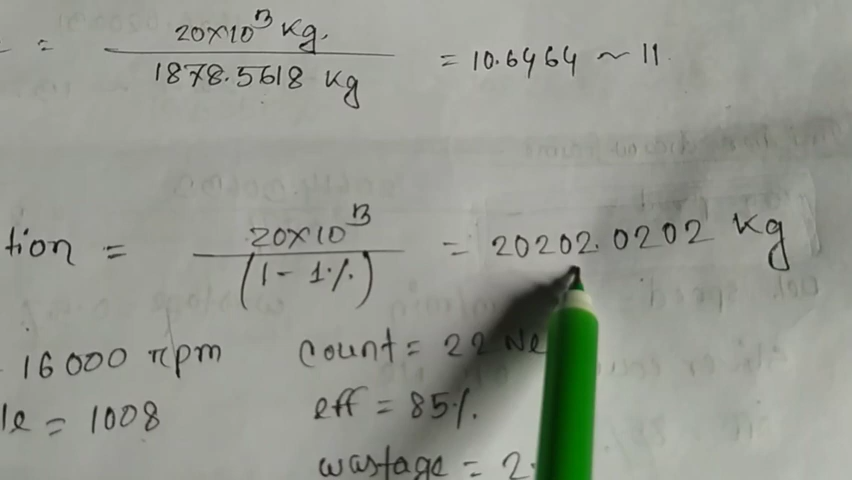 = 20×10³ Kg. / 1878.5618 Kg = 10.6464 ~ 11
tion = 20×10³ / (1 - 1%) = 20202.0202 Kg
16000 rpm count = 22 Ne
le = 1008 eff = 85%.
wastage = 2.